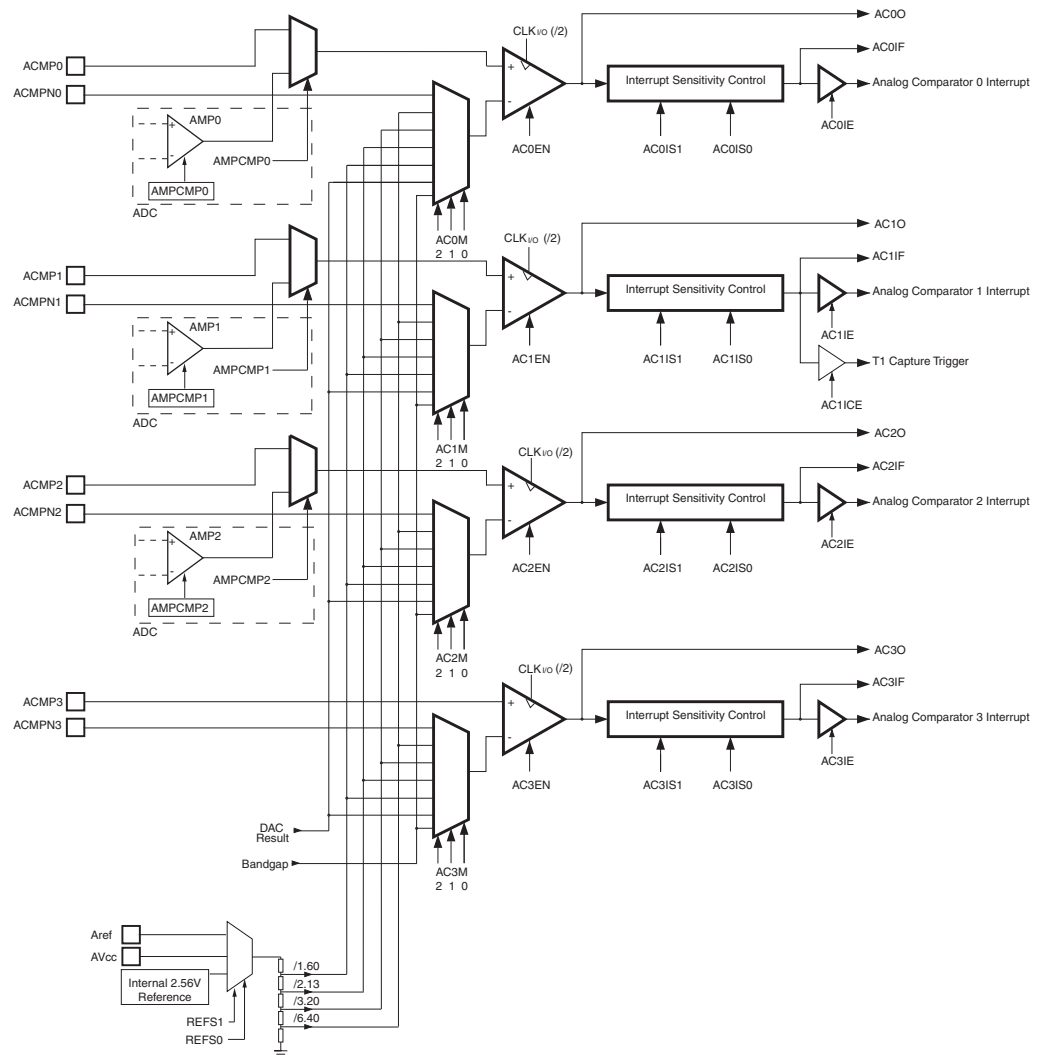 CLK I/O (/2)
AC0O
ACMP0
AC0IF
+
Interrupt Sensitivity Control
Analog Comparator 0 Interrupt
ACMPN0
-
AMP0
+
-
AMPCMP0
AMPCMP0
ADC
AC0EN
AC0IS1
AC0IS0
AC0IE
AC0M
2 1 0
CLK I/O (/2)
AC1O
ACMP1
AC1IF
+
Interrupt Sensitivity Control
Analog Comparator 1 Interrupt
ACMPN1
-
AMP1
+
-
AMPCMP1
AMPCMP1
ADC
AC1EN
AC1IS1
AC1IS0
AC1IE
T1 Capture Trigger
AC1ICE
AC1M
2 1 0
CLK I/O (/2)
AC2O
ACMP2
AC2IF
+
Interrupt Sensitivity Control
Analog Comparator 2 Interrupt
ACMPN2
-
AMP2
+
-
AMPCMP2
AMPCMP2
ADC
AC2EN
AC2IS1
AC2IS0
AC2IE
AC2M
2 1 0
CLK I/O (/2)
AC3O
ACMP3
AC3IF
+
Interrupt Sensitivity Control
Analog Comparator 3 Interrupt
ACMPN3
-
AC3EN
AC3IS1
AC3IS0
AC3IE
DAC
Result
Bandgap
AC3M
2 1 0
Aref
AVcc
Internal 2.56V
Reference
REFS1
REFS0
/1.60
/2.13
/3.20
/6.40